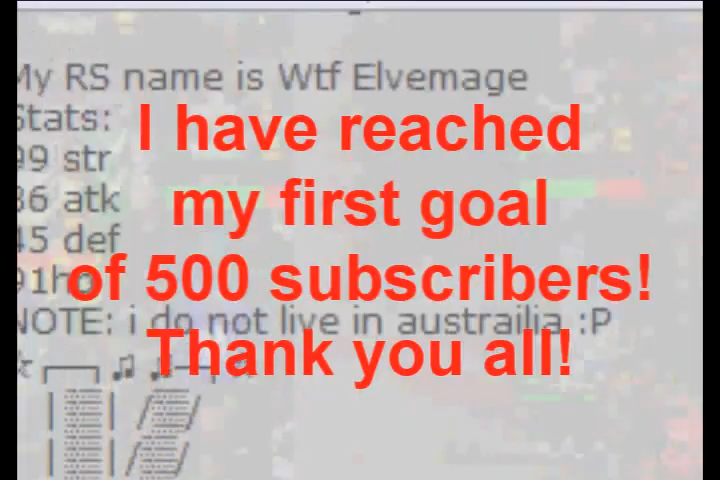 My RS name is Wtf Elvemage
Stats:
I have reached
99 str
my first goal
86 atk
45 def
91hp
of 500 subscribers!
NOTE: i do not live in austrailia :P
Thank you all!